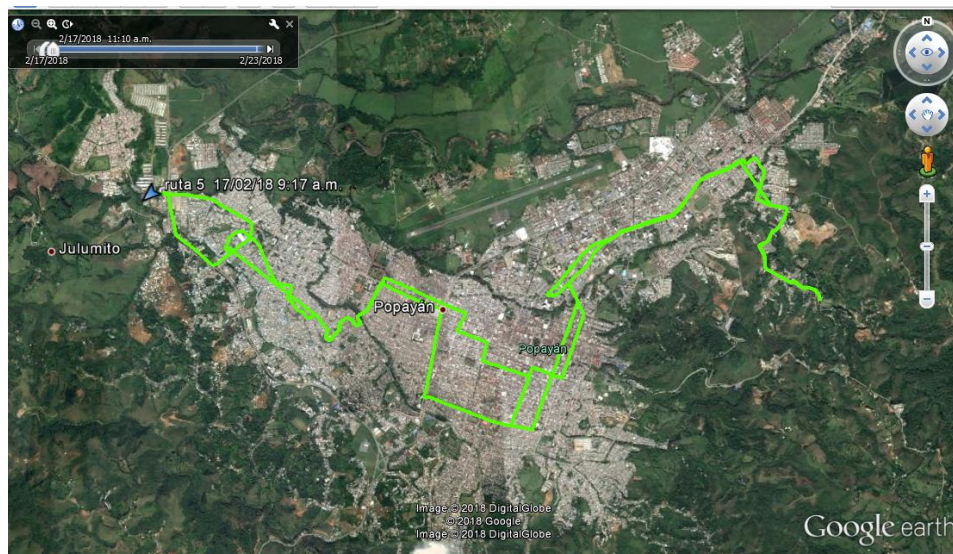 2/17/2018 11:10 a.m.
2/17/2018
2/23/2018
N
ruta 5 17/02/18 9:17 a.m.
Julumito
Popayán
Popayán
Image © 2018 DigitalGlobe
© 2018 Google
Image © 2018 DigitalGlobe
Google earth